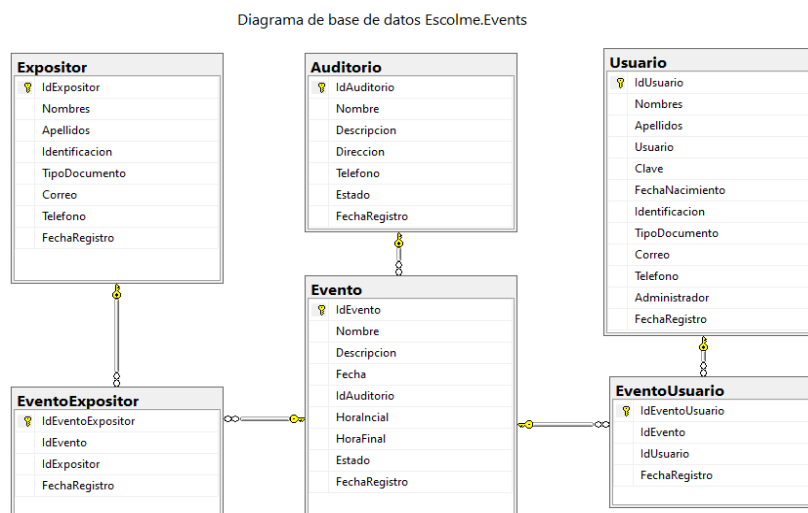 Diagrama de base de datos Escolme.Events
Expositor
IdExpositor
Nombres
Apellidos
Identificacion
TipoDocumento
Correo
Telefono
FechaRegistro
Auditorio
IdAuditorio
Nombre
Descripcion
Direccion
Telefono
Estado
FechaRegistro
Usuario
IdUsuario
Nombres
Apellidos
Usuario
Clave
FechaNacimiento
Identificacion
TipoDocumento
Correo
Telefono
Administrador
FechaRegistro
EventoExpositor
IdEventoExpositor
IdEvento
IdExpositor
FechaRegistro
Evento
IdEvento
Nombre
Descripcion
Fecha
IdAuditorio
HoraIncial
HoraFinal
Estado
FechaRegistro
EventoUsuario
IdEventoUsuario
IdEvento
IdUsuario
FechaRegistro